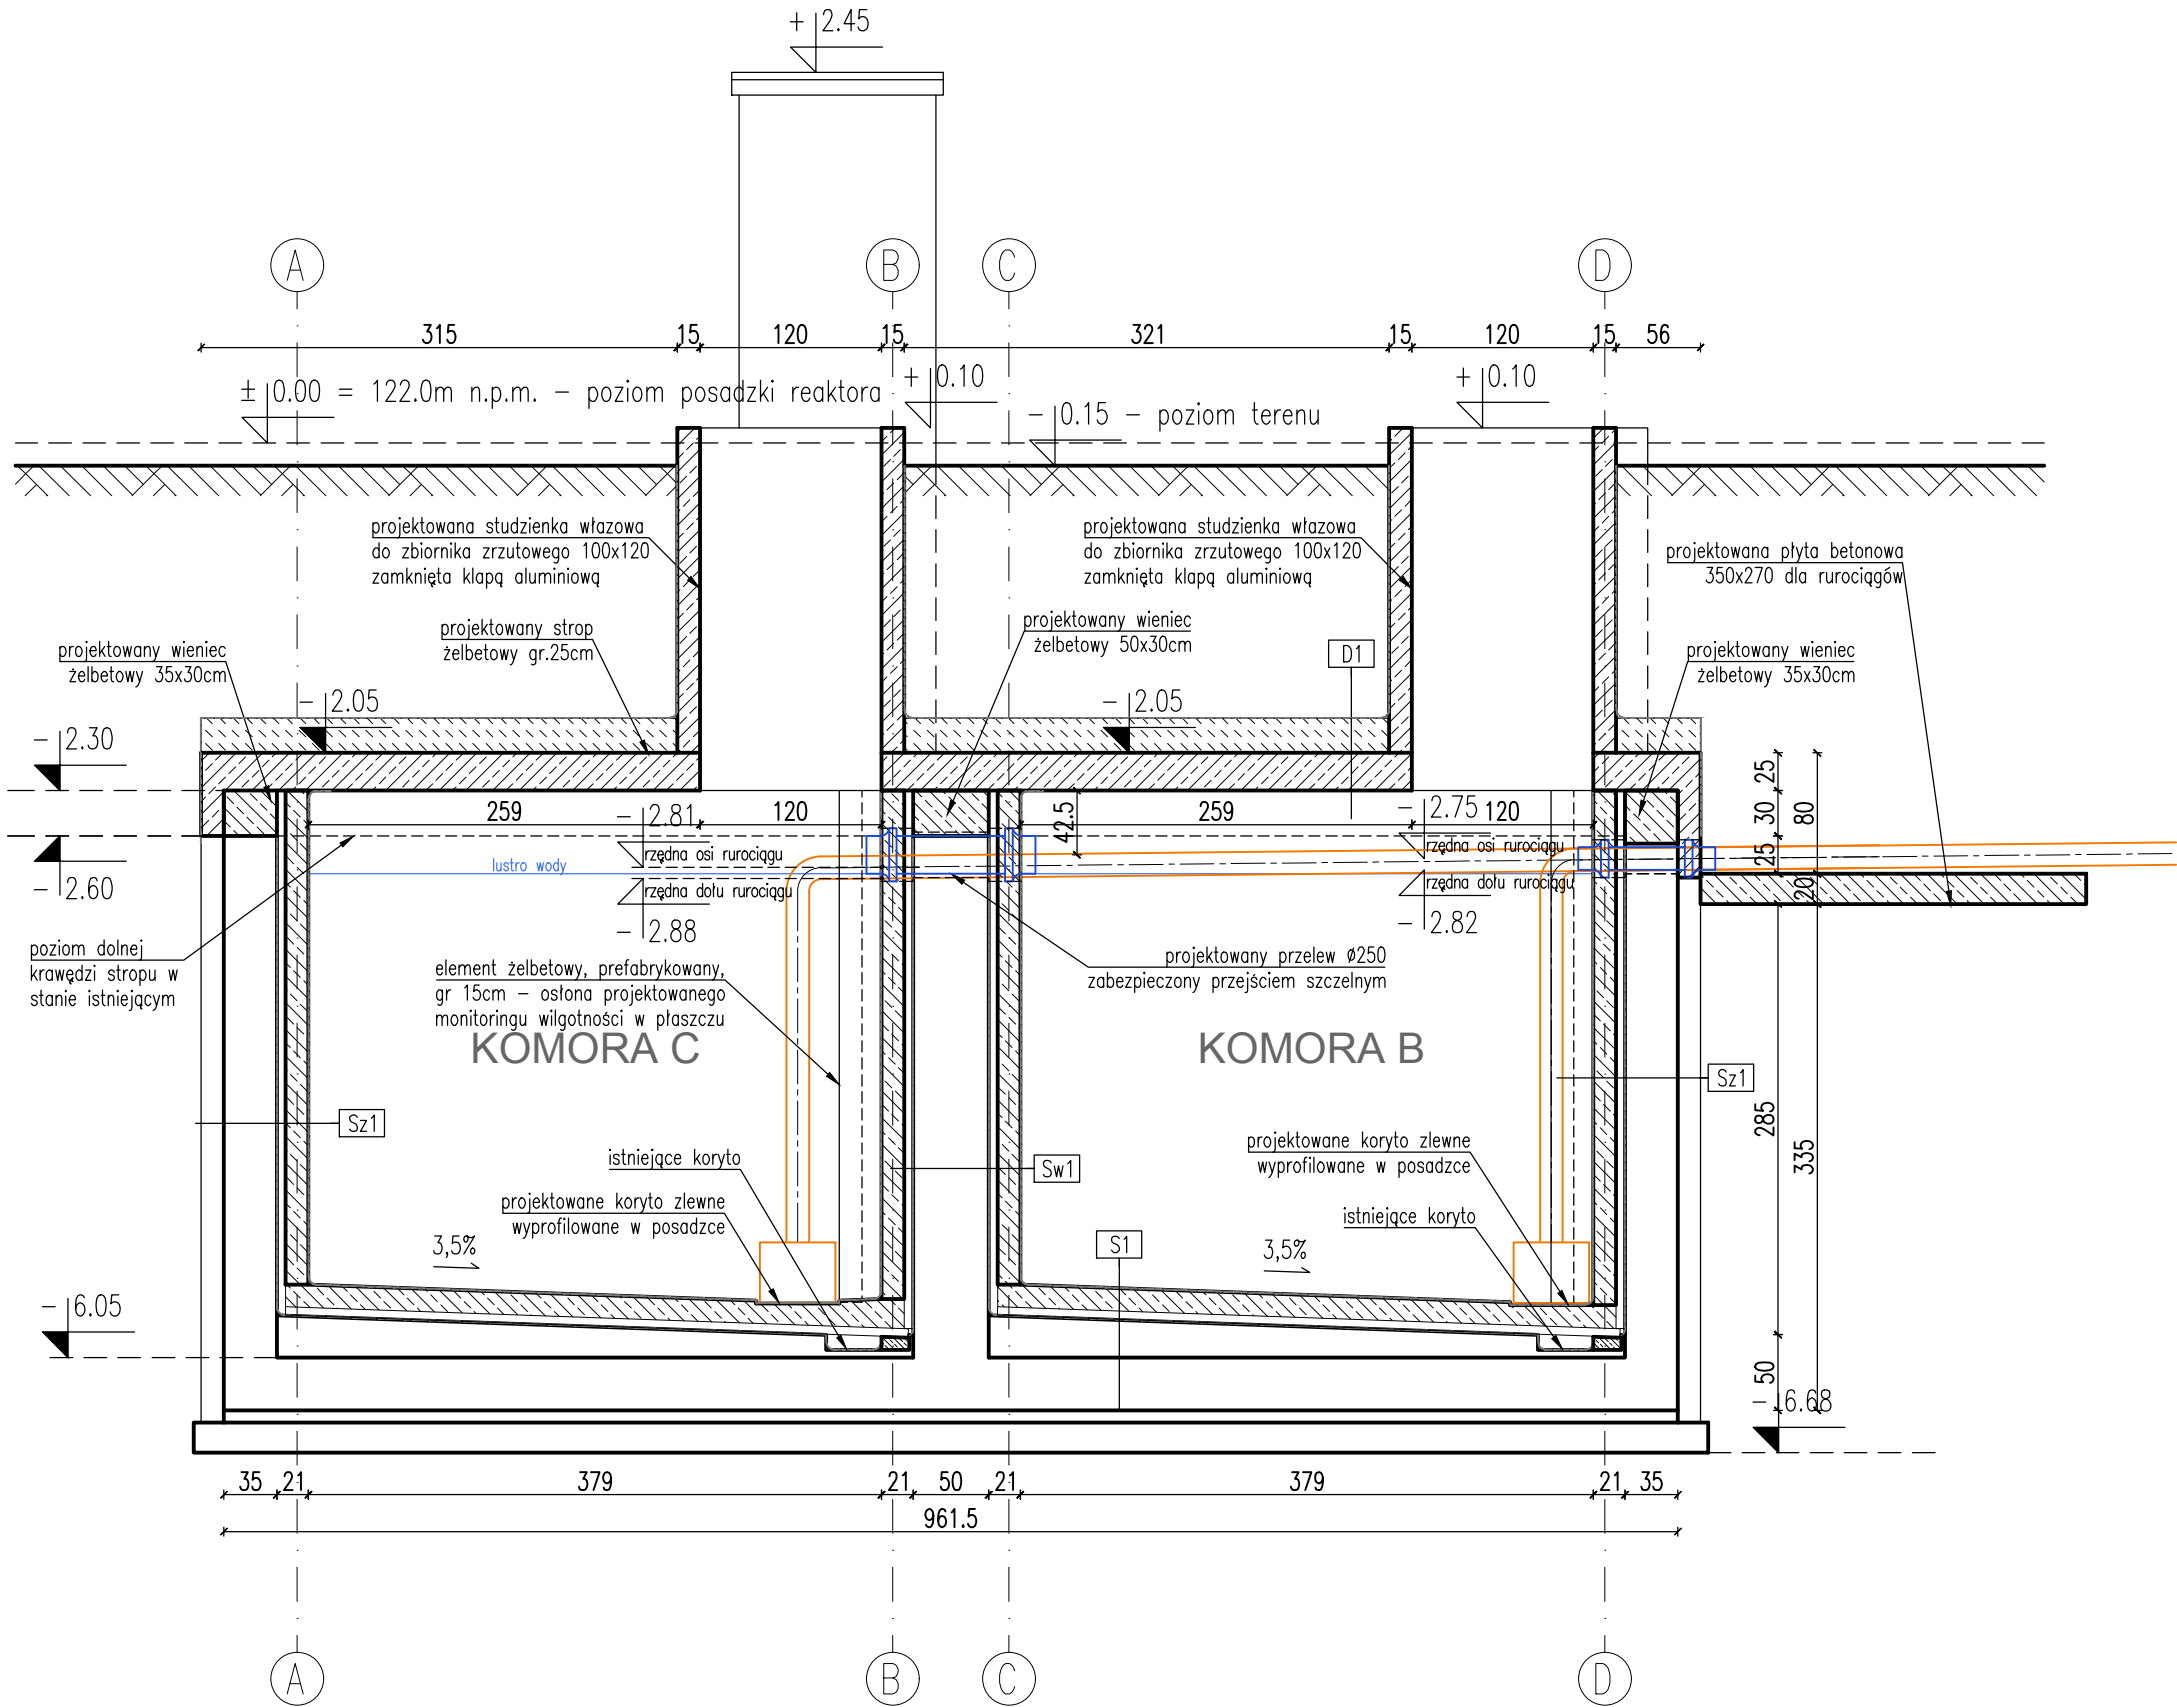 + 2.45
A
B
C
D
315
15
120
15
321
15
120
15
56
± 0.00 = 122.0m n.p.m. – poziom posadzki reaktora
+ 0.10
– 0.15 – poziom terenu
+ 0.10
projektowana studzienka włazowa
do zbiornika zrzutowego 100x120
zamknięta klapą aluminiową
projektowana studzienka włazowa
do zbiornika zrzutowego 100x120
zamknięta klapą aluminiową
projektowana płyta betonowa
350x270 dla rurociągów
projektowany wieniec
żelbetowy 35x30cm
projektowany strop
żelbetowy gr.25cm
projektowany wieniec
żelbetowy 50x30cm
D1
projektowany wieniec
żelbetowy 35x30cm
– 2.05
– 2.05
– 2.30
– 2.60
259
120
– 2.81
rzędna osi rurociągu
lustro wody
rzędna dołu rurociągu
– 2.88
42.5
259
120
– 2.75
rzędna osi rurociągu
rzędna dołu rurociągu
– 2.82
25
30
25
80
20
poziom dolnej
krawędzi stropu w
stanie istniejącym
element żelbetowy, prefabrykowany,
gr 15cm – osłona projektowanego
monitoringu wilgotności w płaszczu
projektowany przelew ø250
zabezpieczony przejściem szczelnym
KOMORA C
KOMORA B
Sz1
Sz1
285
335
istniejące koryto
projektowane koryto zlewne
wyprofilowane w posadzce
Sw1
projektowane koryto zlewne
wyprofilowane w posadzce
istniejące koryto
3,5%
S1
3,5%
– 6.05
50
– 6.68
35
21
379
21
50
21
379
21
35
961.5
A
B
C
D